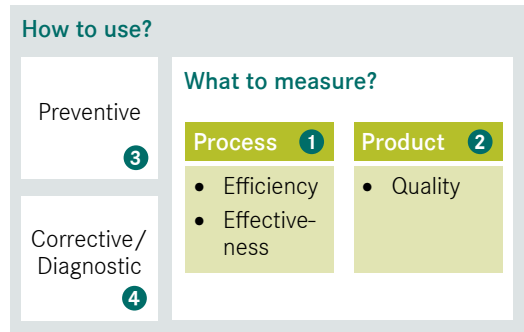 How to use?
Preventive
3
Corrective/
Diagnostic
4
What to measure?
Process 1
• Efficiency
• Effective-
ness
Product 2
• Quality